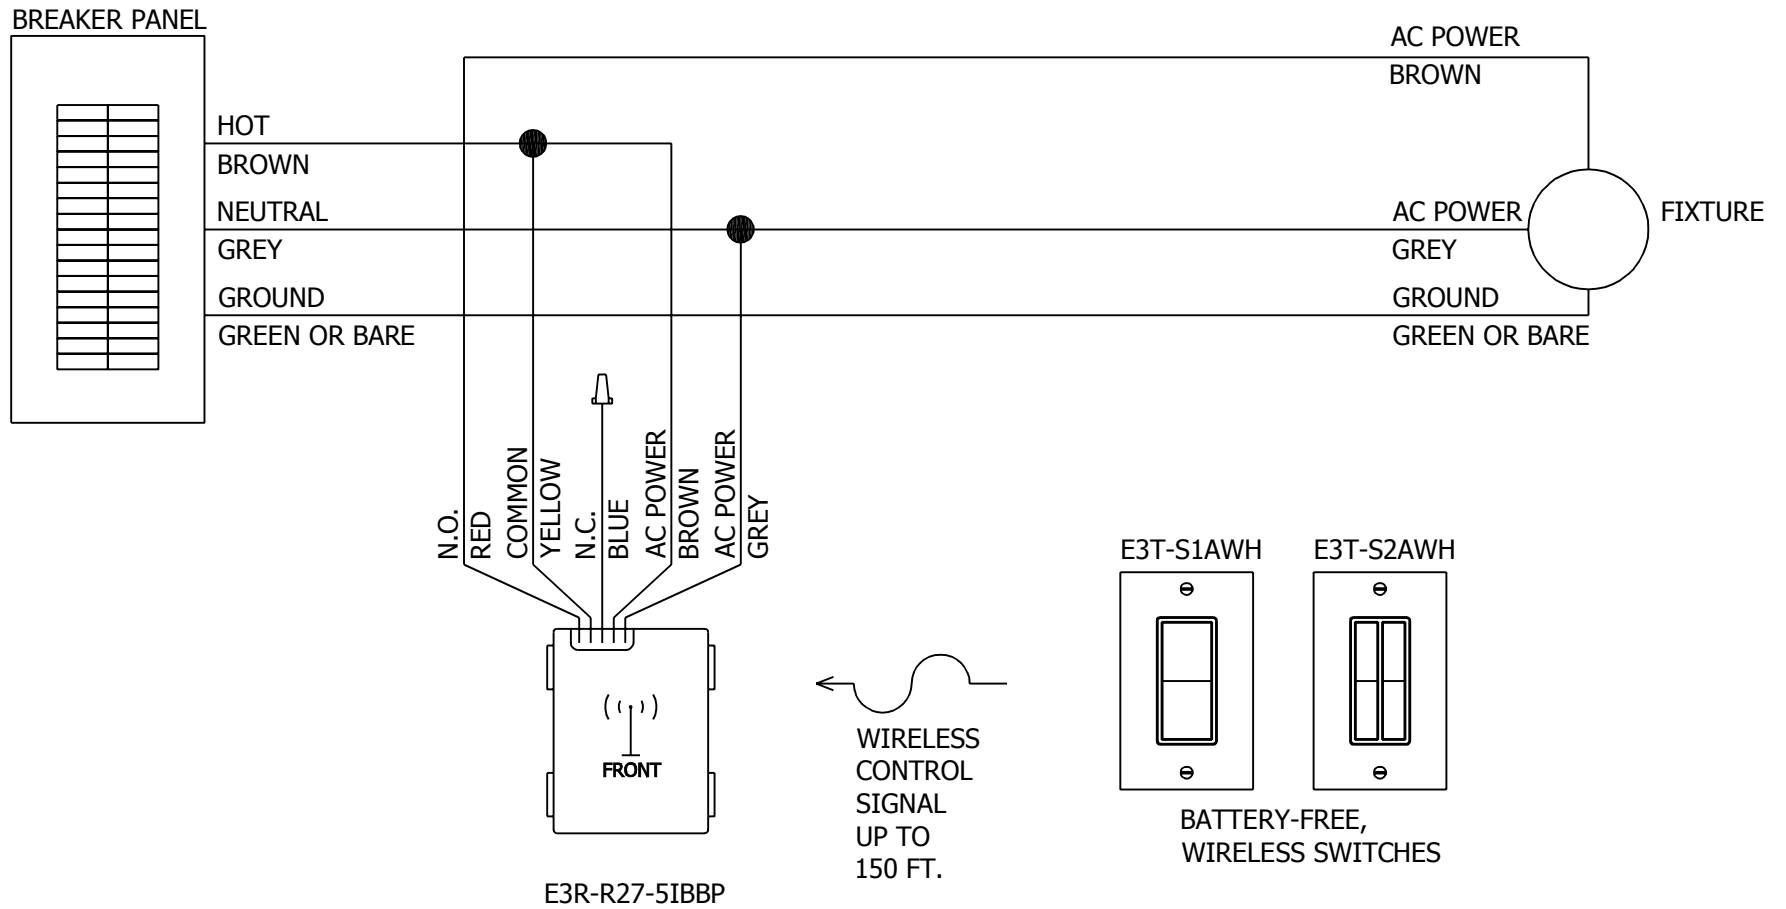 BREAKER PANEL
AC POWER
BROWN
HOT
BROWN
NEUTRAL
GREY
GROUND
GREEN OR BARE
AC POWER
GREY
FIXTURE
GROUND
GREEN OR BARE
N.O.
RED
COMMON
YELLOW
N.C.
BLUE
AC POWER
BROWN
AC POWER
GREY
FRONT
E3R-R27-5IBBP
WIRELESS
CONTROL
SIGNAL
UP TO
150 FT.
E3T-S1AWH
E3T-S2AWH
BATTERY-FREE,
WIRELESS SWITCHES